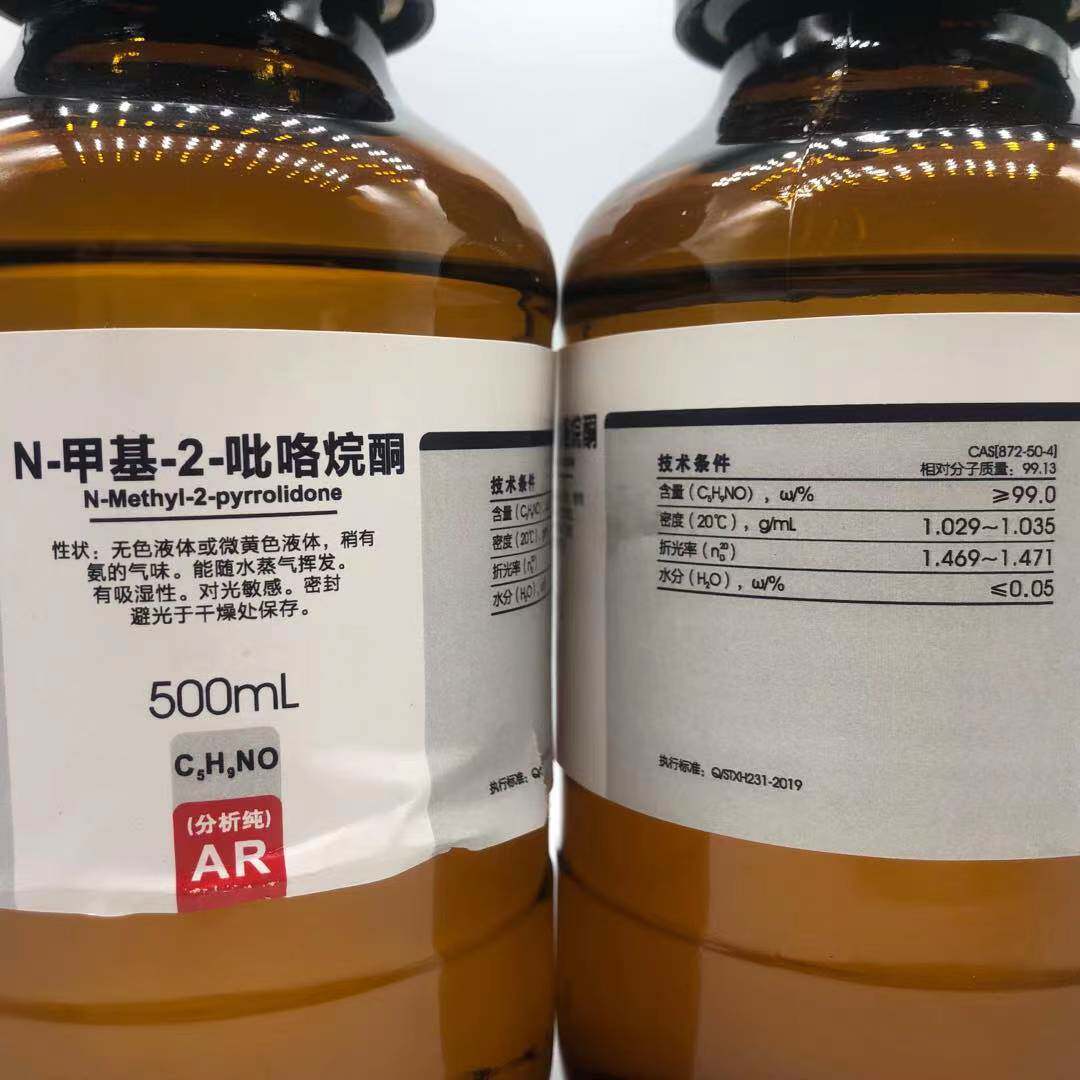 N-甲基-2-吡咯烷酮
N-Methyl-2-pyrrolidone
性状：无色液体或微黄色液体，稍有
氨的气味。能随水蒸气挥发。
有吸湿性。对光敏感。密封
避光于干燥处保存。
500mL
C₅H₉NO
(分析纯)
AR
技术条件
含量（C₅H₉NO）
密度（20℃）,
折光率（n
水分（H₂O）,
执行标准：Q/
烷酮
CAS[872-50-4]
技术条件
相对分子质量：99.13
含量（C₅H₉NO）, ω/% ≥99.0
密度（20℃）, g/mL 1.029～1.035
折光率（n²⁰D） 1.469～1.471
水分（H₂O）, ω/% ≤0.05
执行标准：Q/STXH231-2019